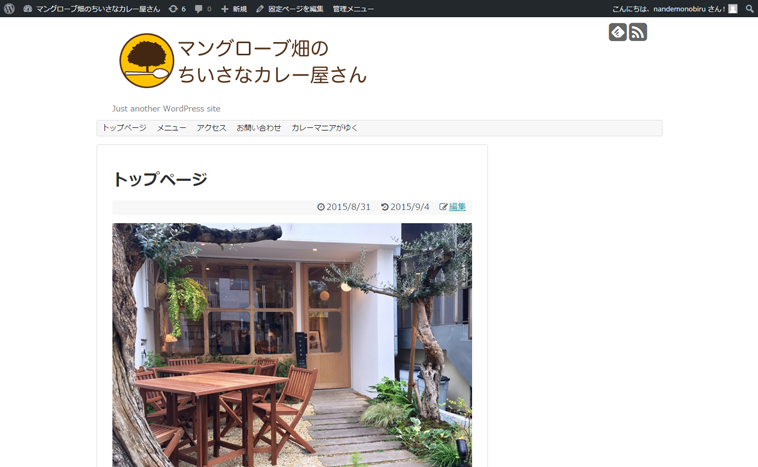 マングローブ畑のちいさなカレー屋さん 6 0 新規 固定ページを編集 管理メニュー こんにちは、nandemonobiru さん!
マングローブ畑の
ちいさなカレー屋さん
Just another WordPress site
トップページ メニュー アクセス お問い合わせ カレーマニアがゆく
トップページ
2015/8/31 2015/9/4 編集